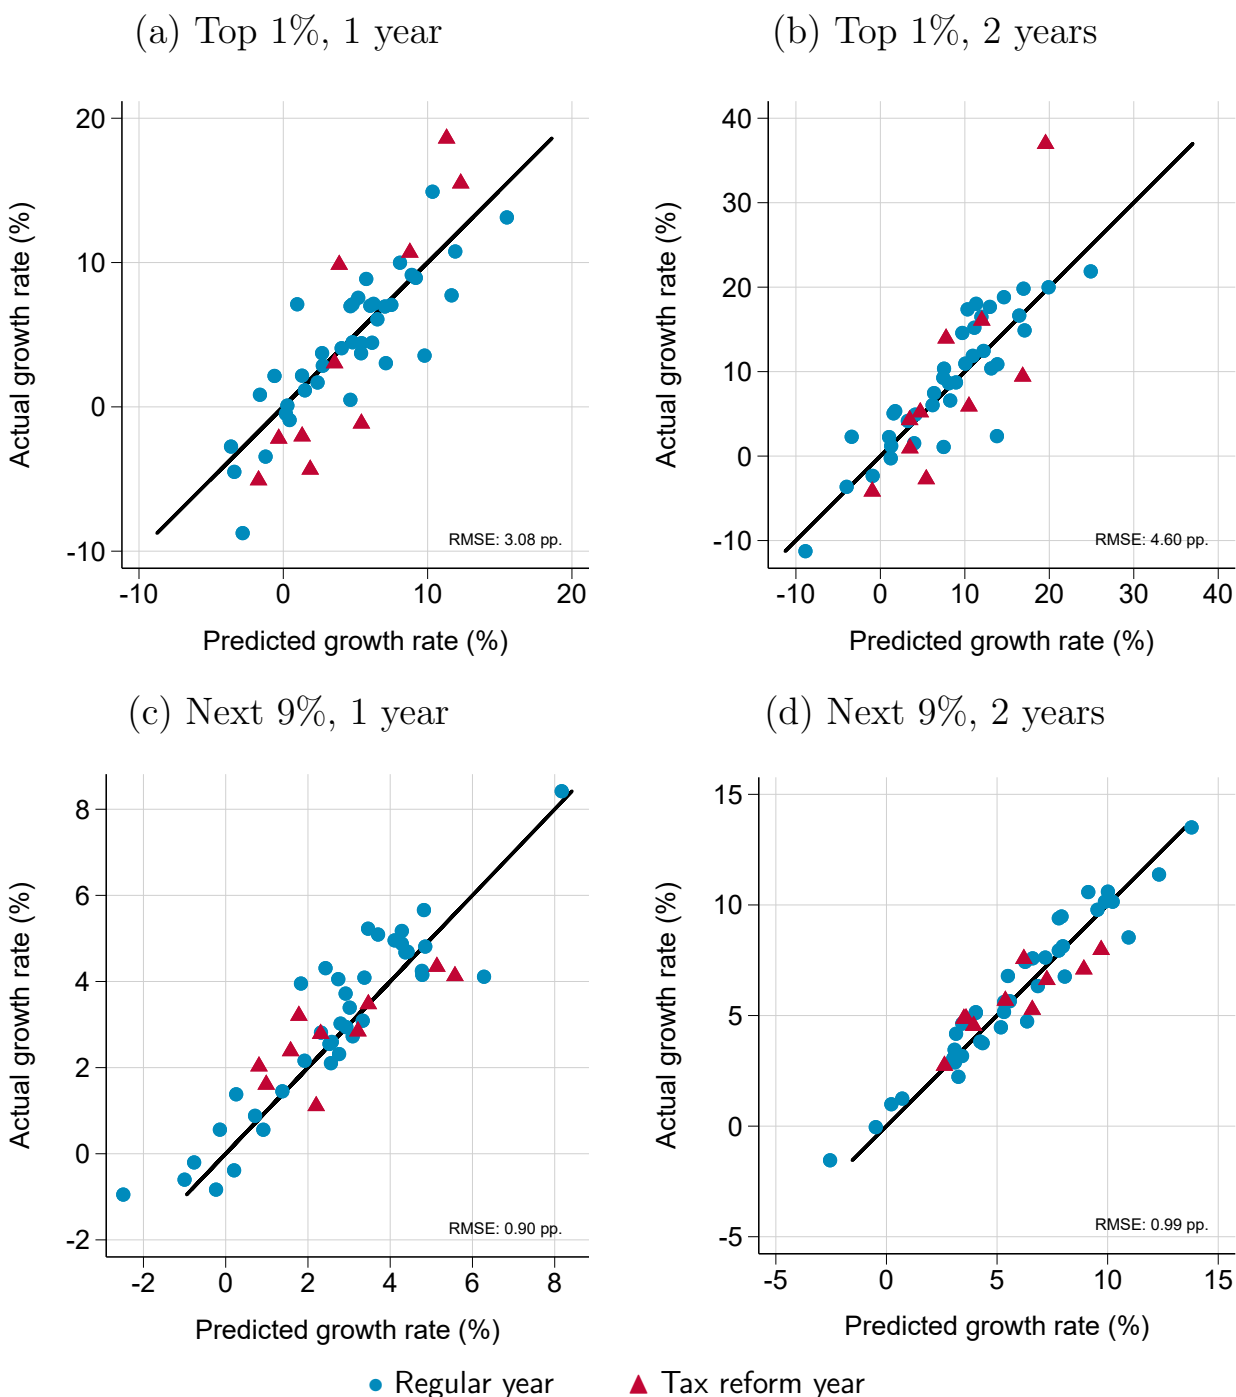 (a) Top 1%, 1 year
(b) Top 1%, 2 years
20
10
0
-10
Actual growth rate (%)
RMSE: 3.08 pp.
-10 0 10 20
Predicted growth rate (%)
40
30
20
10
0
-10
Actual growth rate (%)
RMSE: 4.60 pp.
-10 0 10 20 30 40
Predicted growth rate (%)
(c) Next 9%, 1 year
(d) Next 9%, 2 years
8
6
4
2
0
-2
Actual growth rate (%)
RMSE: 0.90 pp.
-2 0 2 4 6 8
Predicted growth rate (%)
15
10
5
0
-5
Actual growth rate (%)
RMSE: 0.99 pp.
-5 0 5 10 15
Predicted growth rate (%)
Regular year
Tax reform year